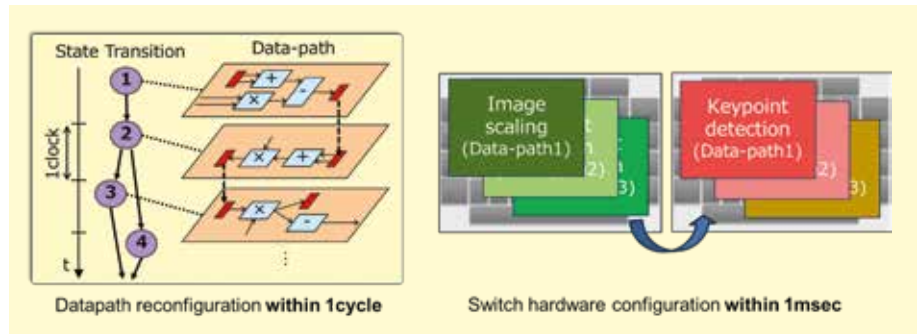 State Transition
Data-path
1
+
-
×
2
×
+
1clock
3
×
-
4
t
⋮
Datapath reconfiguration within 1cycle
Image
scaling
(Data-path1)
2)
3)
Keypoint
detection
(Data-path1)
2)
3)
Switch hardware configuration within 1msec